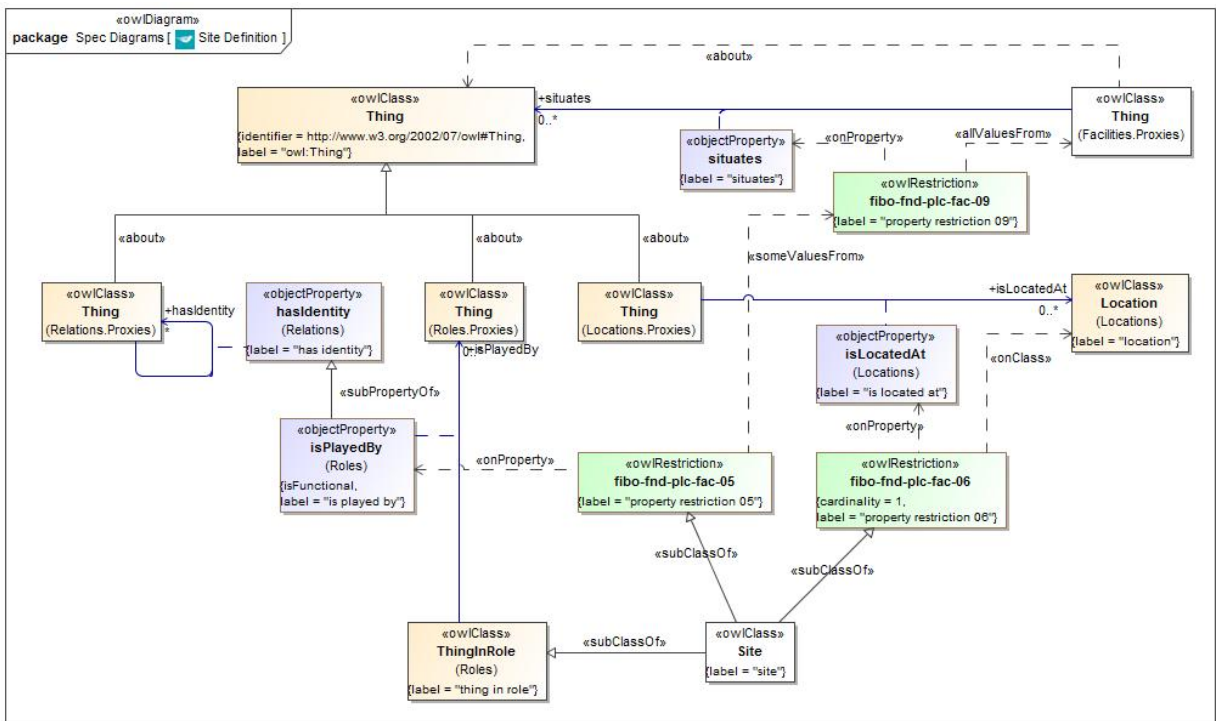 «owlDiagram»
package Spec Diagrams [ Site Definition ]
«about»
«owlClass»
Thing
{identifier = http://www.w3.org/2002/07/owl#Thing,
label = "owl:Thing"}
+situates
0..*
«owlClass»
Thing
(Facilities.Proxies)
«objectProperty»
situates
{label = "situates"}
«onProperty»
«allValuesFrom»
«owlRestriction»
fibo-fnd-plc-fac-09
{label = "property restriction 09"}
«about»
«about»
«about»
«someValuesFrom»
«owlClass»
Thing
(Relations.Proxies)
+hasIdentity
*
«objectProperty»
hasIdentity
(Relations)
{label = "has identity"}
«owlClass»
Thing
(Roles.Proxies)
0..*
+isPlayedBy
«owlClass»
Thing
(Locations.Proxies)
+isLocatedAt
0..*
«owlClass»
Location
(Locations)
{label = "location"}
«objectProperty»
isLocatedAt
(Locations)
{label = "is located at"}
«onClass»
«subPropertyOf»
«objectProperty»
isPlayedBy
(Roles)
{isFunctional,
label = "is played by"}
«onProperty»
«onProperty»
«owlRestriction»
fibo-fnd-plc-fac-05
{label = "property restriction 05"}
«owlRestriction»
fibo-fnd-plc-fac-06
{cardinality = 1,
label = "property restriction 06"}
«subClassOf»
«subClassOf»
«owlClass»
ThingInRole
(Roles)
{label = "thing in role"}
«subClassOf»
«owlClass»
Site
{label = "site"}